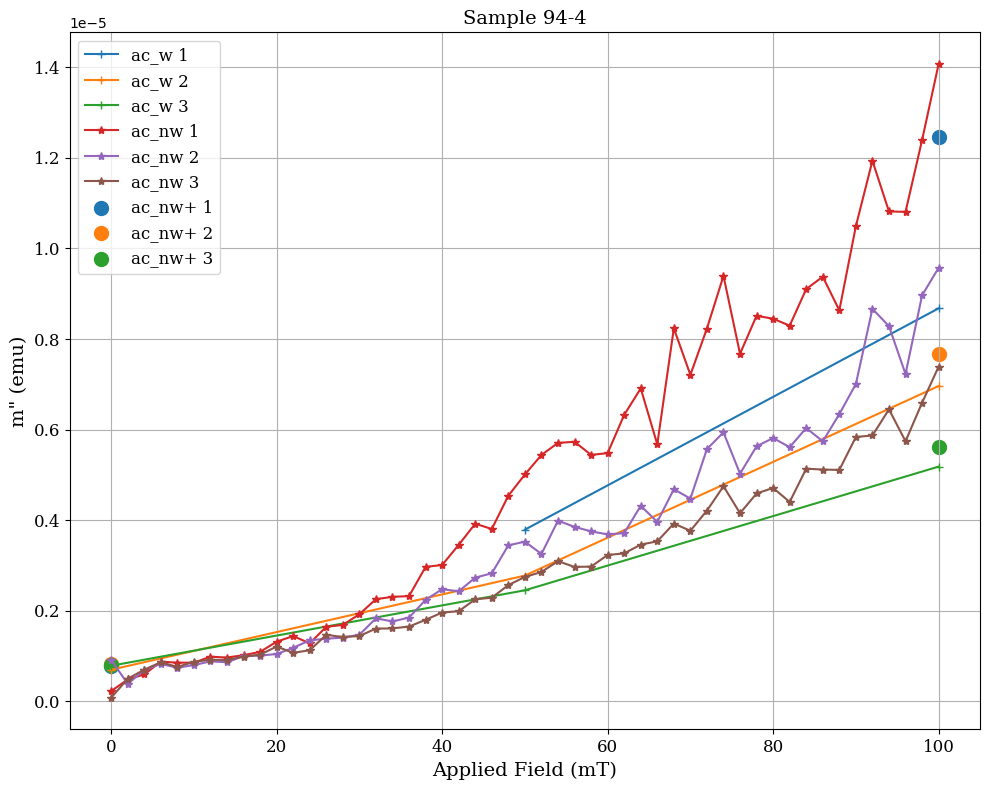 Sample 94-4
1e−5
1.4
1.2
1.0
0.8
0.6
0.4
0.2
0.0
m" (emu)
ac_w 1
ac_w 2
ac_w 3
ac_nw 1
ac_nw 2
ac_nw 3
ac_nw+ 1
ac_nw+ 2
ac_nw+ 3
0 20 40 60 80 100
Applied Field (mT)